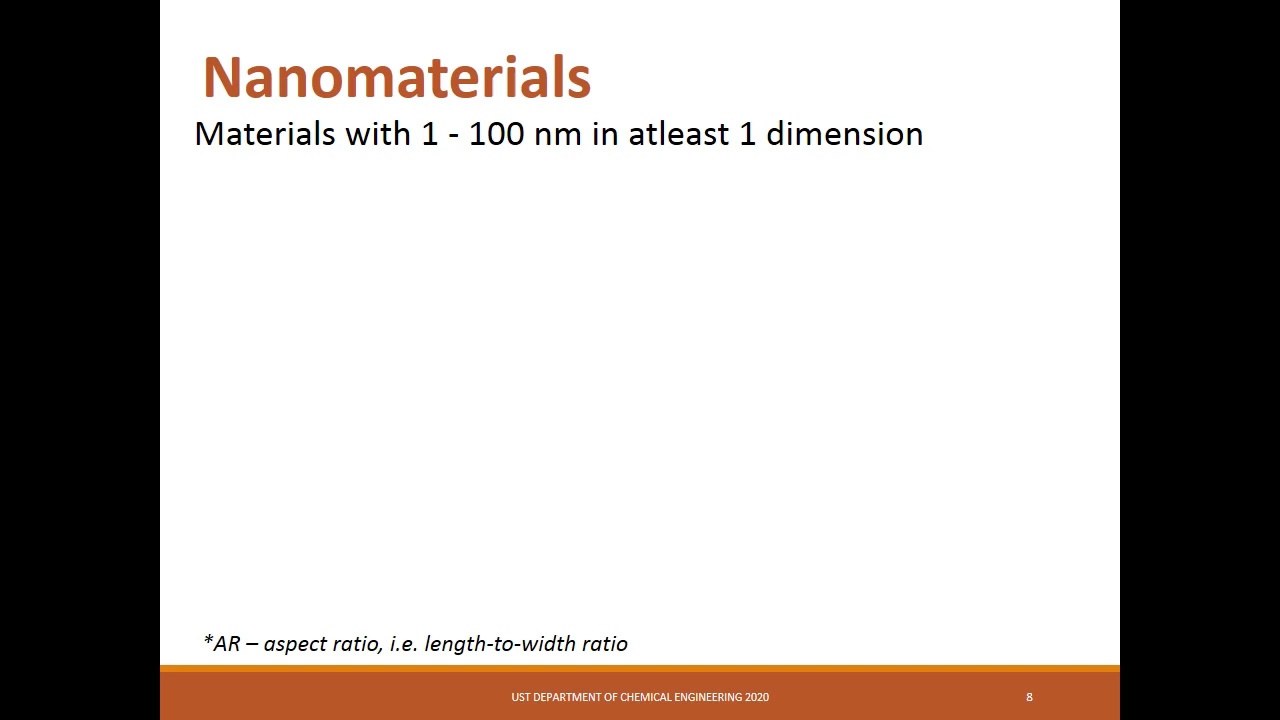 Nanomaterials
Materials with 1 - 100 nm in atleast 1 dimension
*AR – aspect ratio, i.e. length-to-width ratio
UST DEPARTMENT OF CHEMICAL ENGINEERING 2020
8